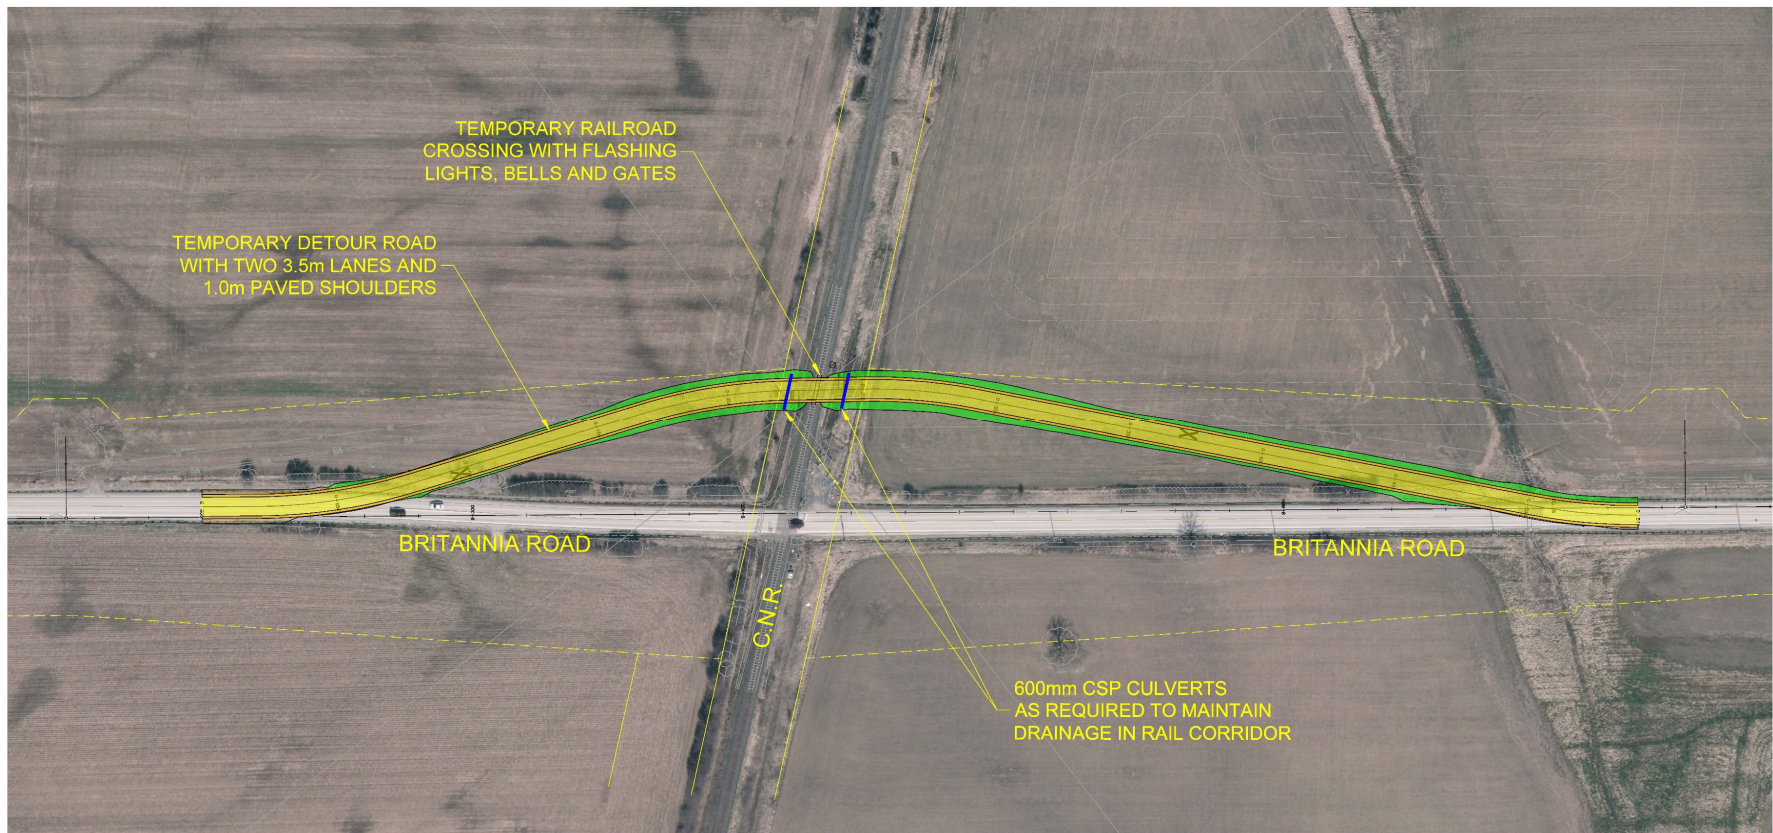 TEMPORARY RAILROAD
CROSSING WITH FLASHING
LIGHTS, BELLS AND GATES
TEMPORARY DETOUR ROAD
WITH TWO 3.5m LANES AND
1.0m PAVED SHOULDERS
BRITANNIA ROAD
BRITANNIA ROAD
C.N.R.
600mm CSP CULVERTS
AS REQUIRED TO MAINTAIN
DRAINAGE IN RAIL CORRIDOR